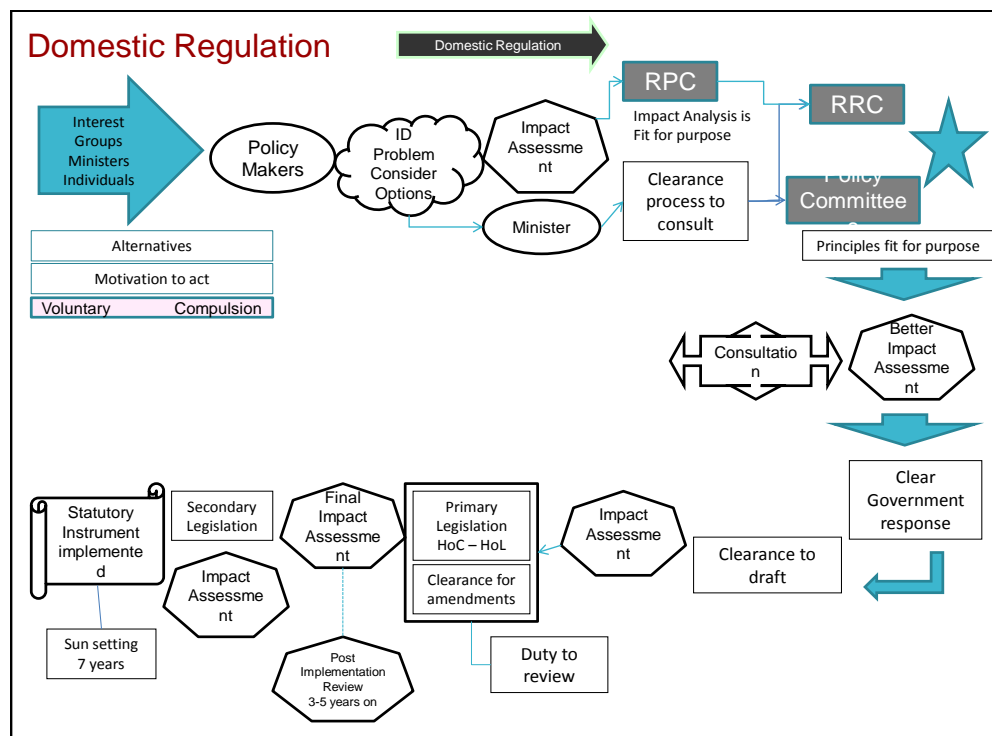 Domestic Regulation
Domestic Regulation
Interest
Groups
Ministers
Individuals
Policy
Makers
ID
Problem
Consider
Options
Impact
Assessme
nt
RPC
Impact Analysis is
Fit for purpose
RRC
Minister
Clearance
process to
consult
Policy
Committee
s
Principles fit for purpose
Alternatives
Motivation to act
Voluntary Compulsion
Consultatio
n
Better
Impact
Assessme
nt
Clear
Government
response
Clearance to
draft
Impact
Assessme
nt
Primary
Legislation
HoC – HoL
Clearance for
amendments
Duty to
review
Final
Impact
Assessme
nt
Post
Implementation
Review
3-5 years on
Secondary
Legislation
Impact
Assessme
nt
Statutory
Instrument
implemente
d
Sun setting
7 years